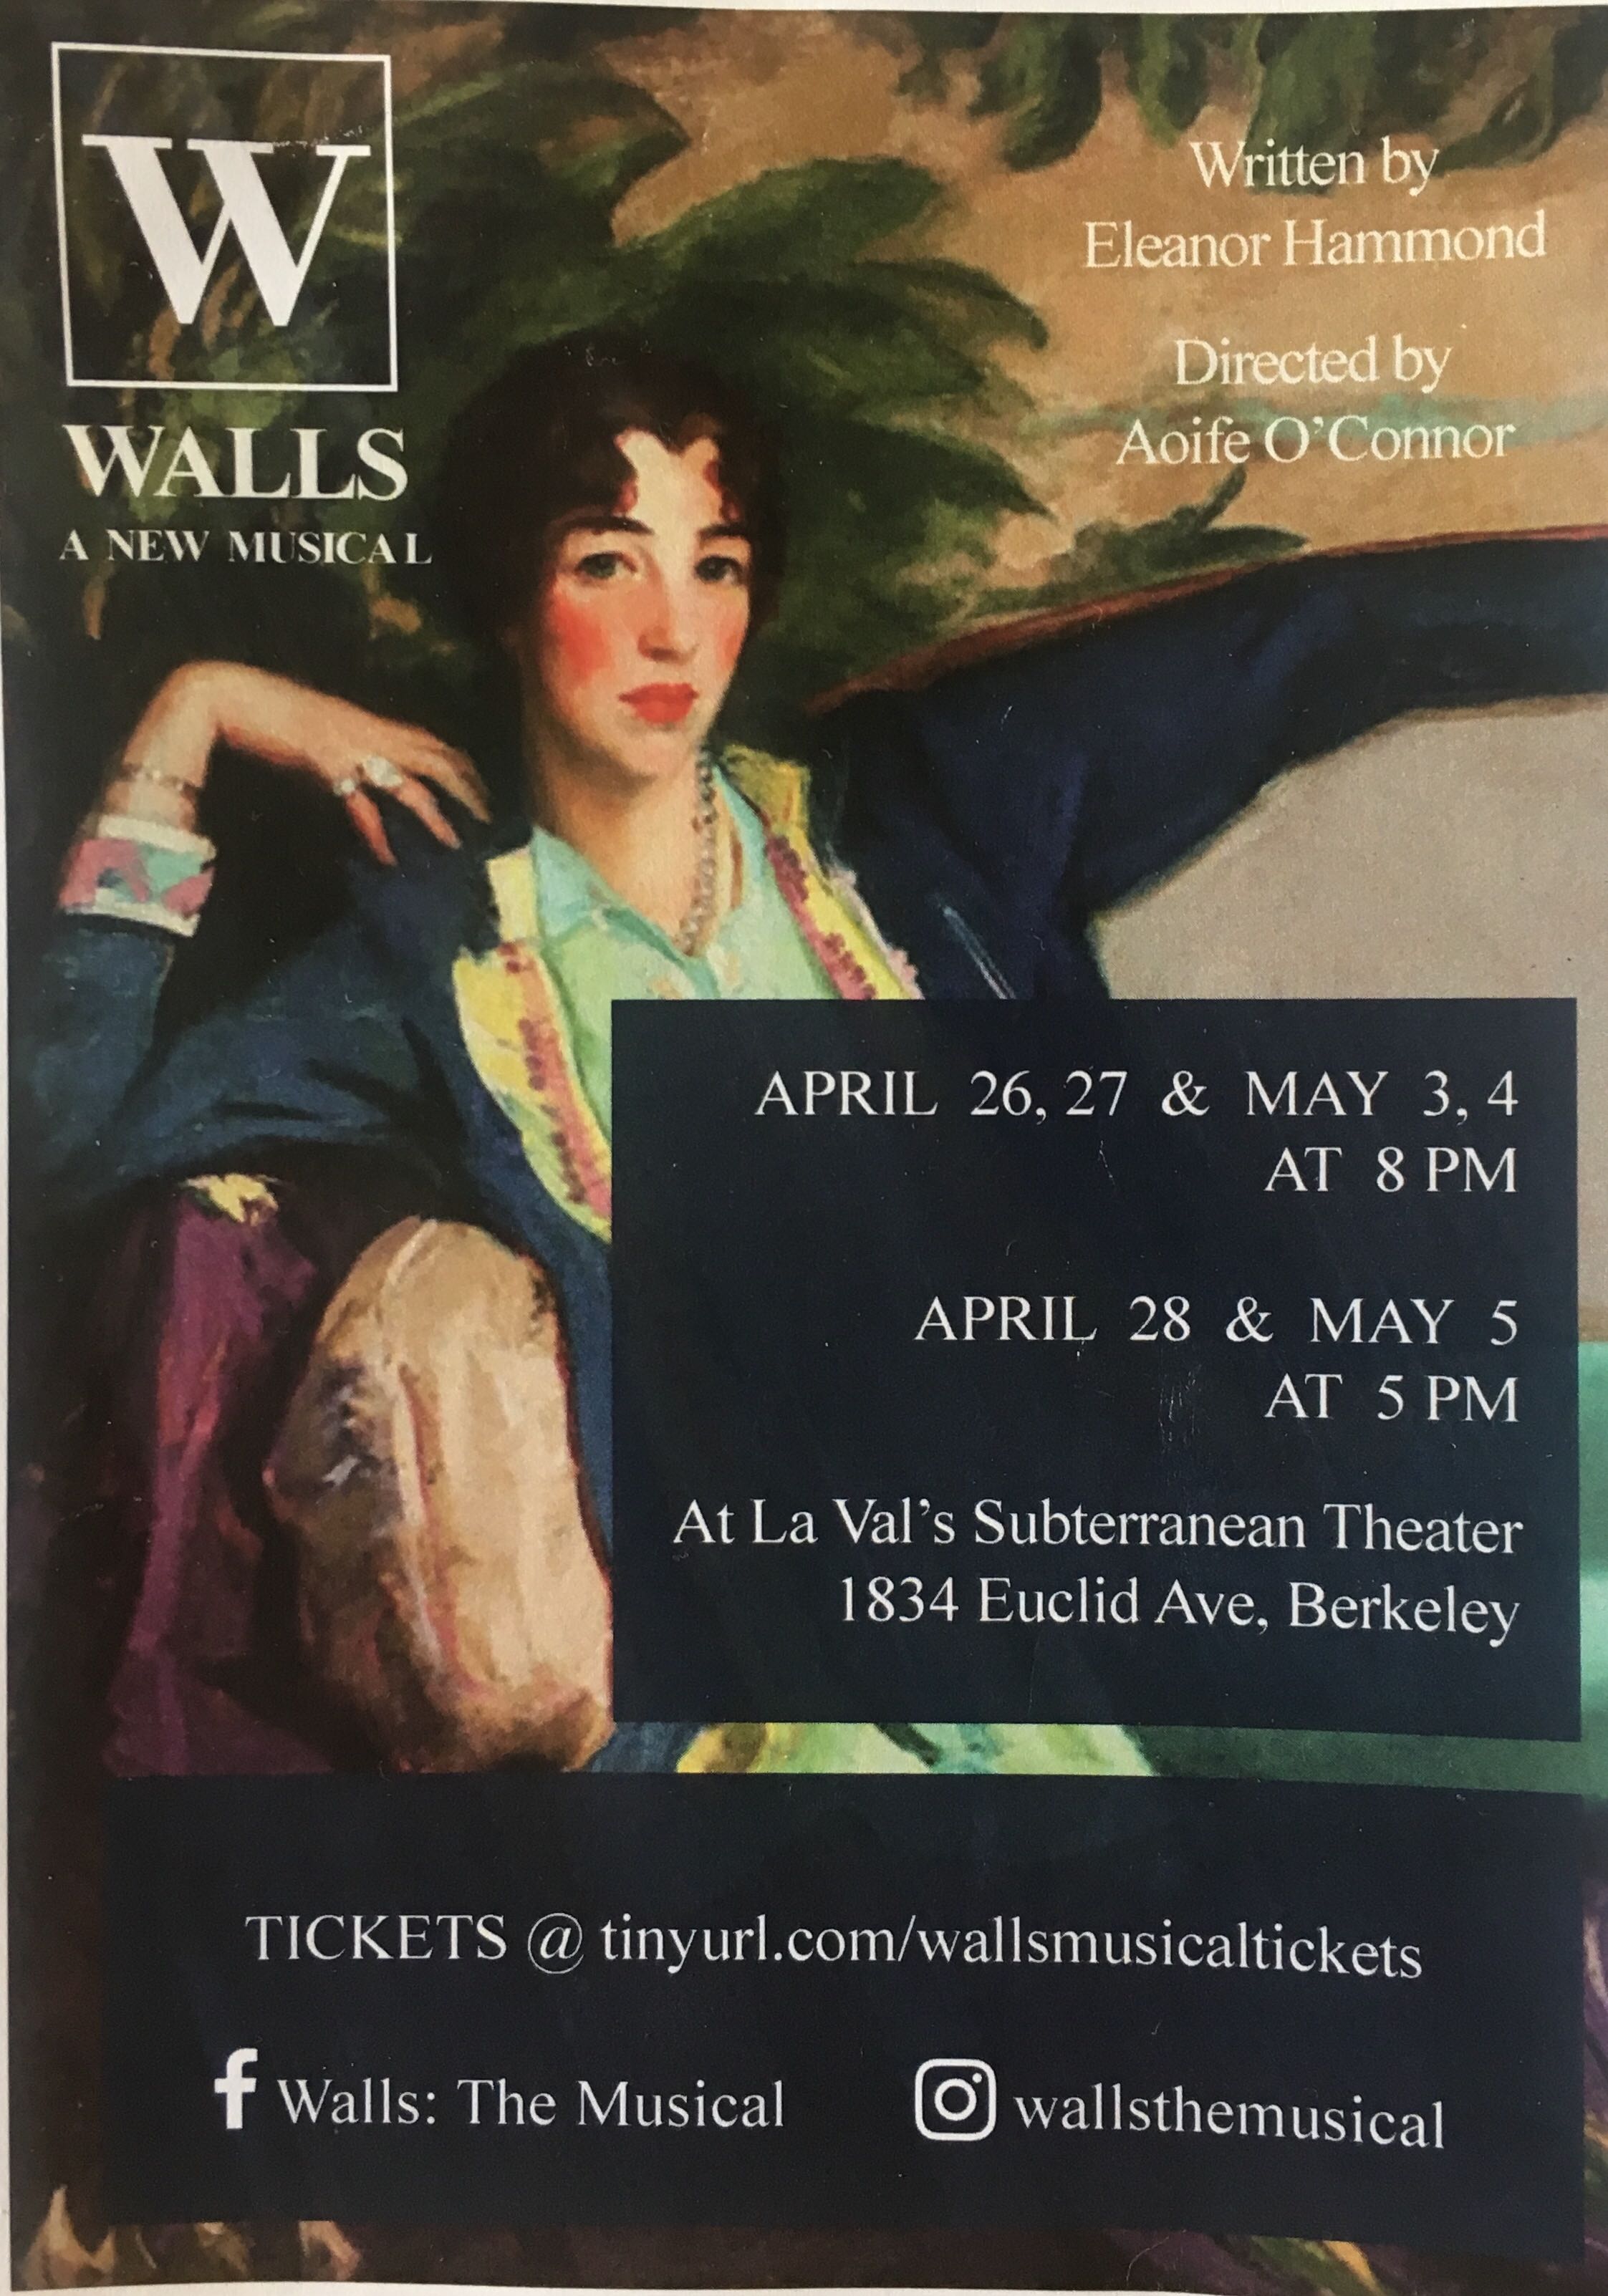 W
WALLS
A NEW MUSICAL
Written by
Eleanor Hammond
Directed by
Aoife O'Connor
APRIL 26, 27 & MAY 3, 4
AT 8 PM
APRIL 28 & MAY 5
AT 5 PM
At La Val's Subterranean Theater
1834 Euclid Ave, Berkeley
TICKETS @ tinyurl.com/wallsmusicaltickets
f Walls: The Musical
wallsthemusical